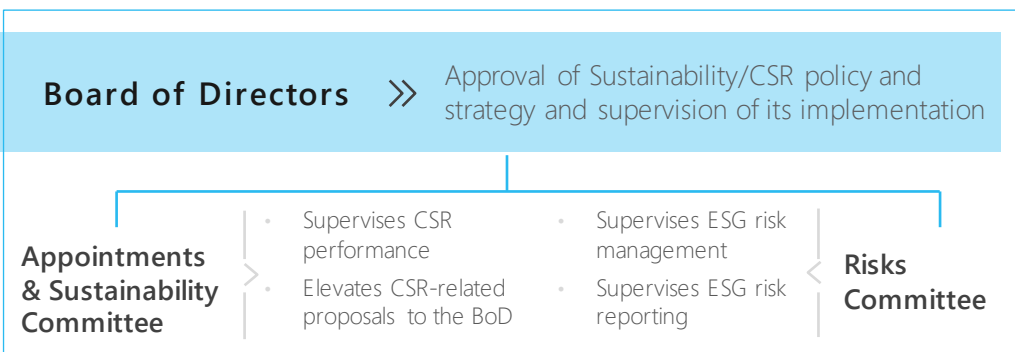 Board of Directors
Approval of Sustainability/CSR policy and
strategy and supervision of its implementation
Appointments
& Sustainability
Committee
• Supervises CSR
performance
• Elevates CSR-related
proposals to the BoD
• Supervises ESG risk
management
• Supervises ESG risk
reporting
Risks
Committee